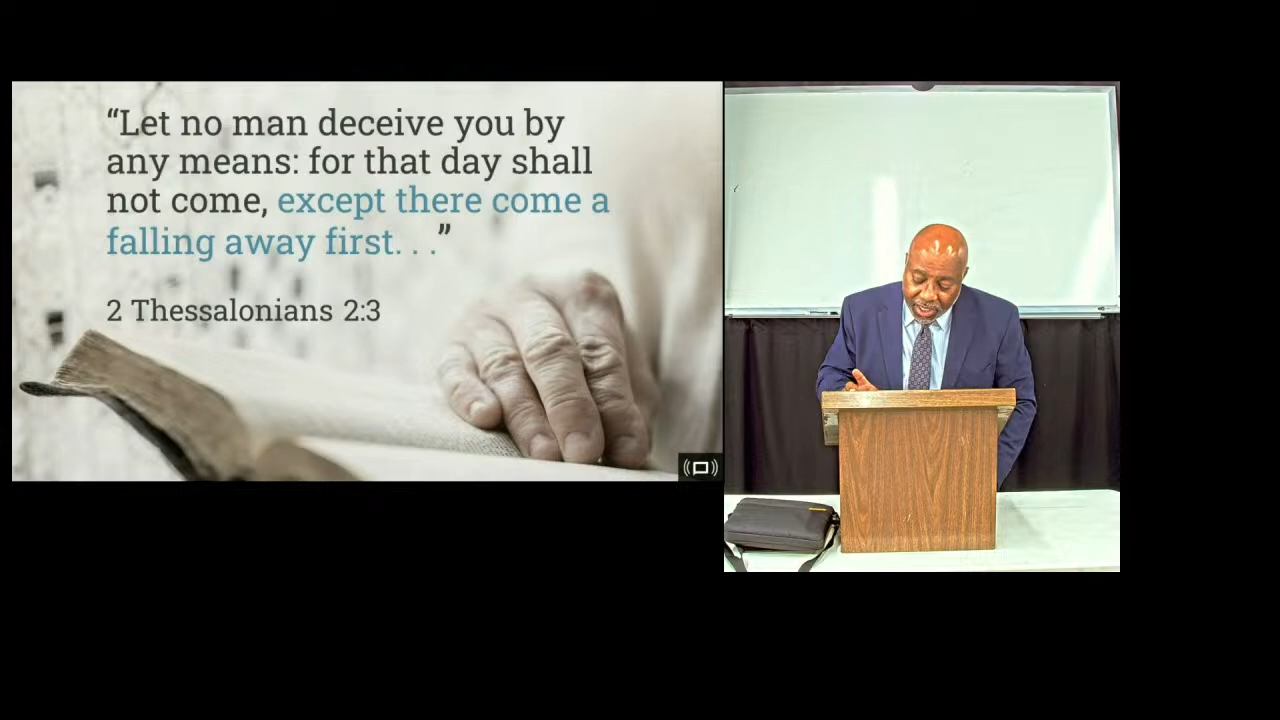 “Let no man deceive you by
any means: for that day shall
not come, except there come a
falling away first. . .”
2 Thessalonians 2:3